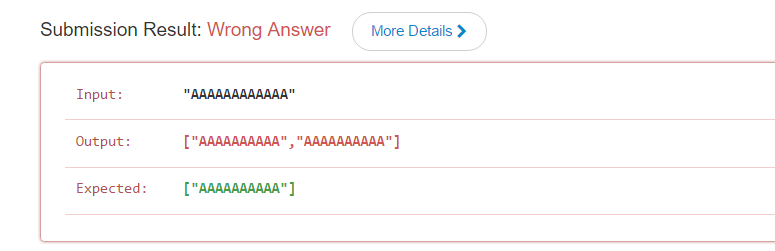 Submission Result: Wrong Answer More Details
Input: "AAAAAAAAAAAA"
Output: ["AAAAAAAAAA","AAAAAAAAAA"]
Expected: ["AAAAAAAAAA"]